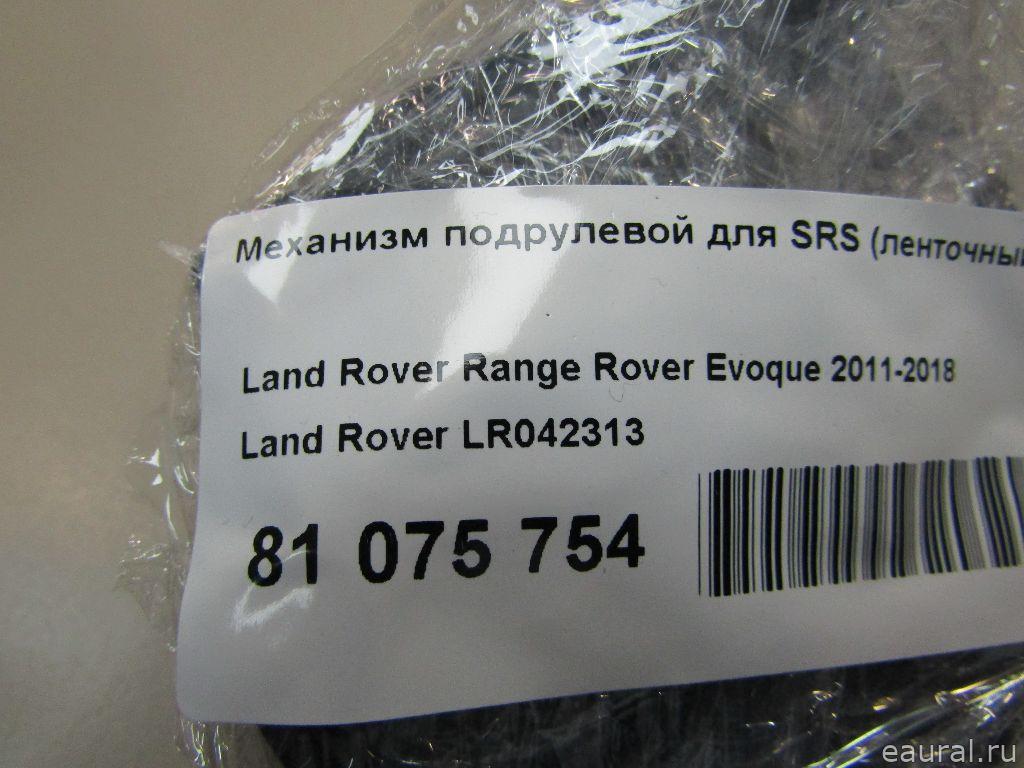 Механизм подрулевой для SRS (ленточный
Land Rover Range Rover Evoque 2011-2018
Land Rover LR042313
81 075 754
eaural.ru